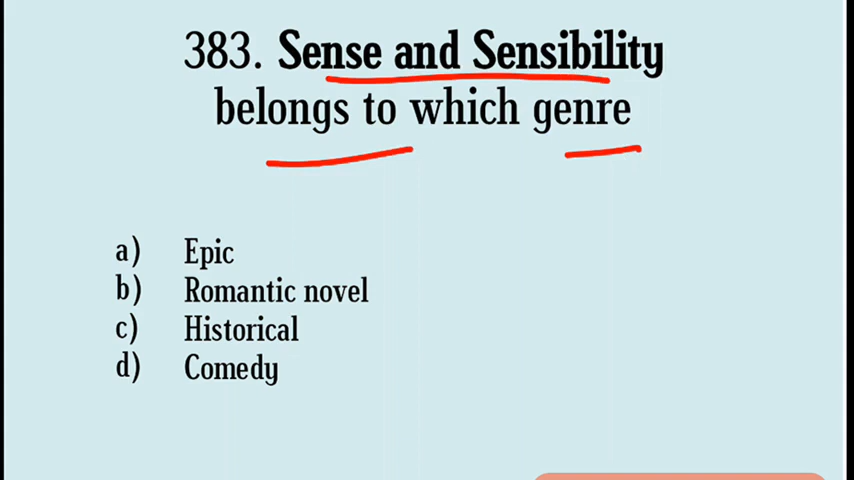 383. Sense and Sensibility
belongs to which genre
a) Epic
b) Romantic novel
c) Historical
d) Comedy